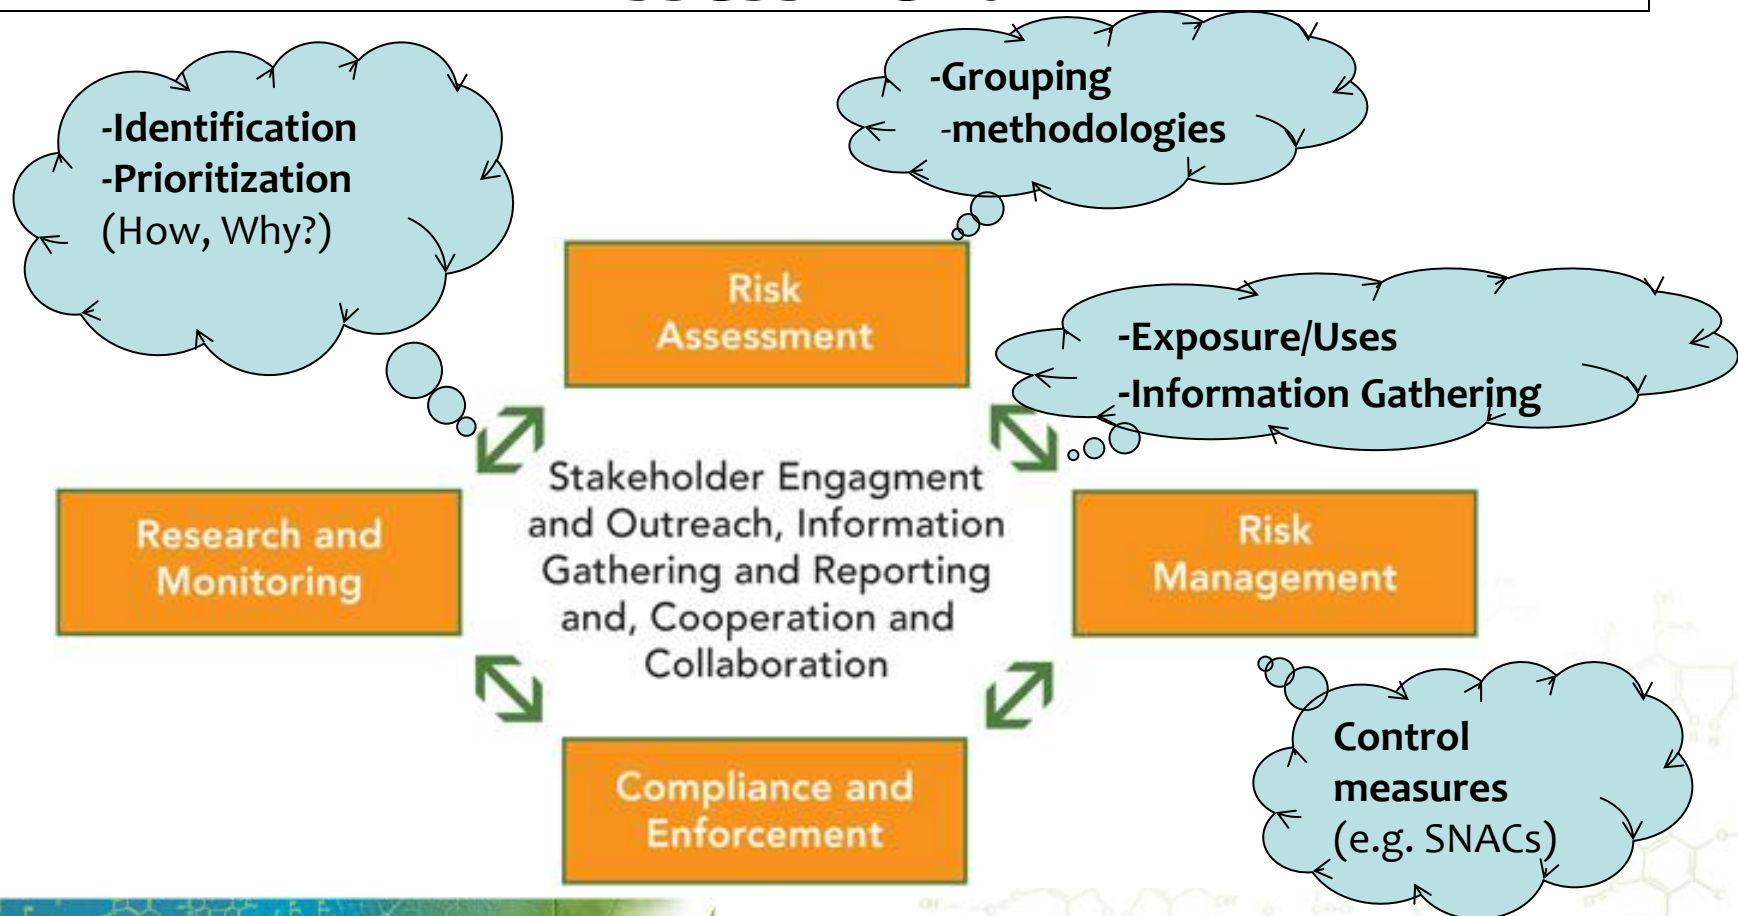 -Identification
-Prioritization
(How, Why?)
-Grouping
-methodologies
Risk
Assessment
-Exposure/Uses
-Information Gathering
Stakeholder Engagment
and Outreach, Information
Gathering and Reporting
and, Cooperation and
Collaboration
Research and
Monitoring
Risk
Management
Compliance and
Enforcement
Control
measures
(e.g. SNACs)